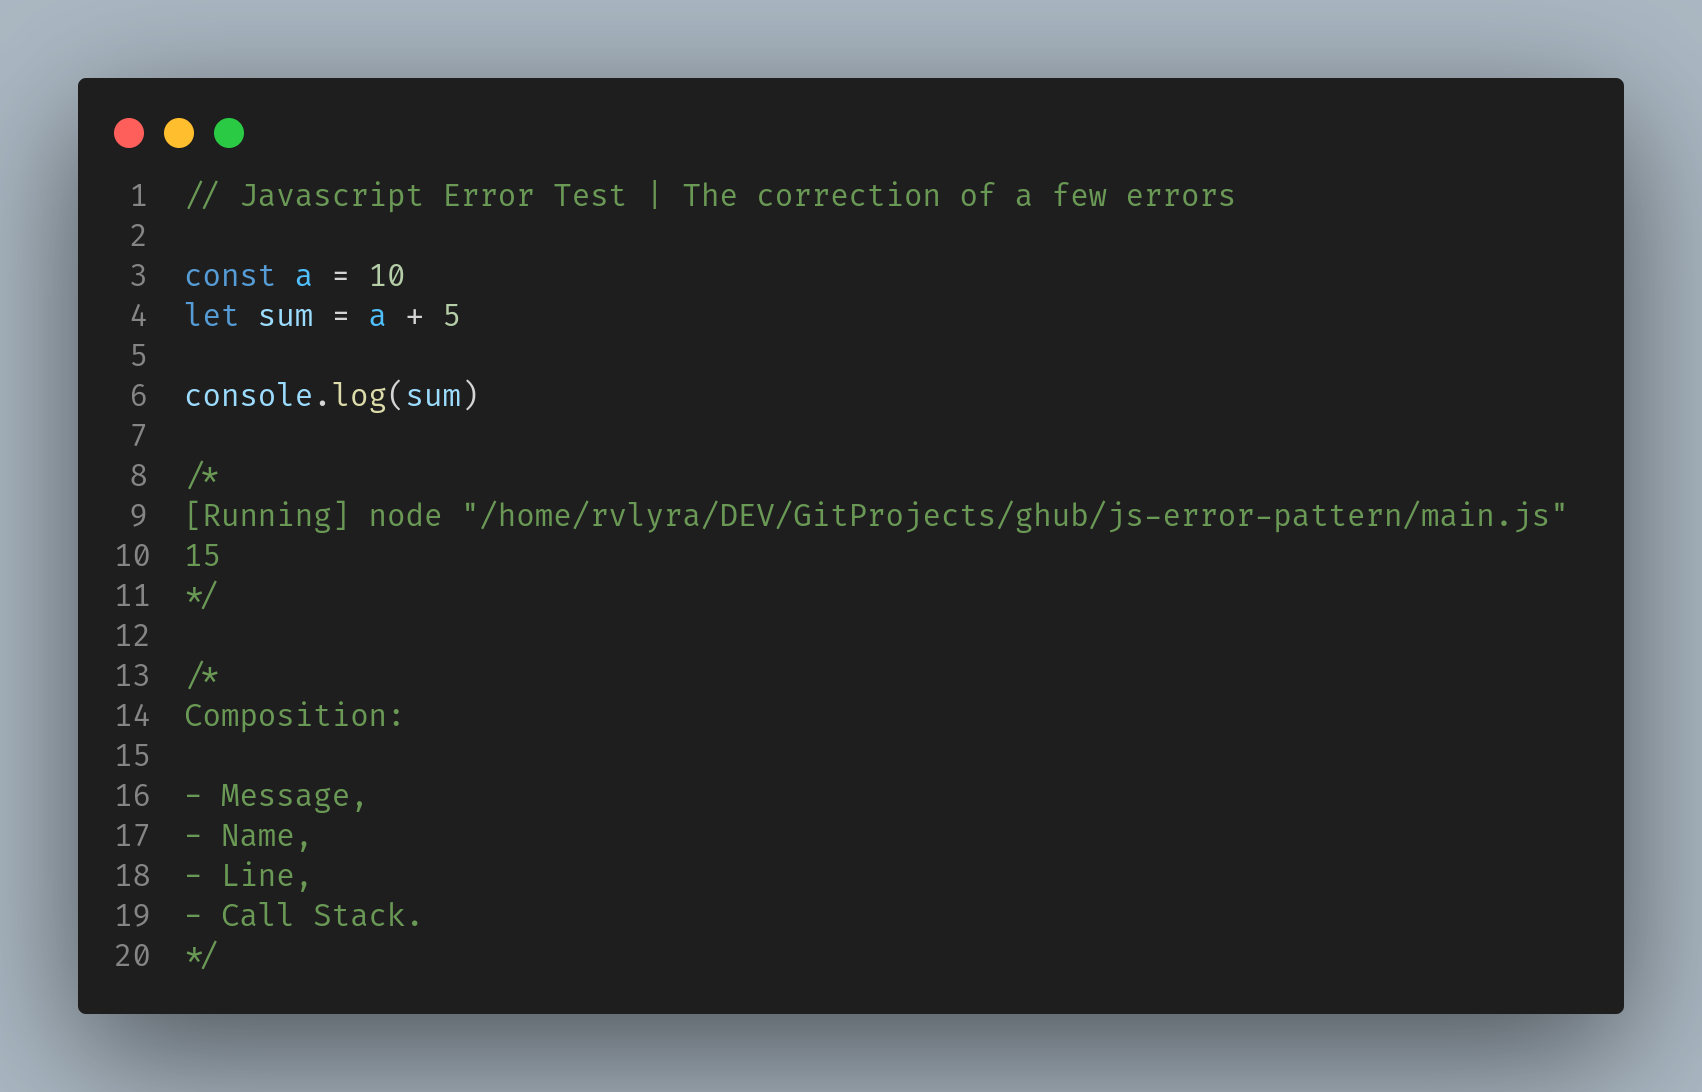 1 // Javascript Error Test | The correction of a few errors
2
3 const a = 10
4 let sum = a + 5
5
6 console.log(sum)
7
8 /*
9 [Running] node "/home/rvlyra/DEV/GitProjects/ghub/js-error-pattern/main.js"
10 15
11 */
12
13 /*
14 Composition:
15
16 - Message,
17 - Name,
18 - Line,
19 - Call Stack.
20 */